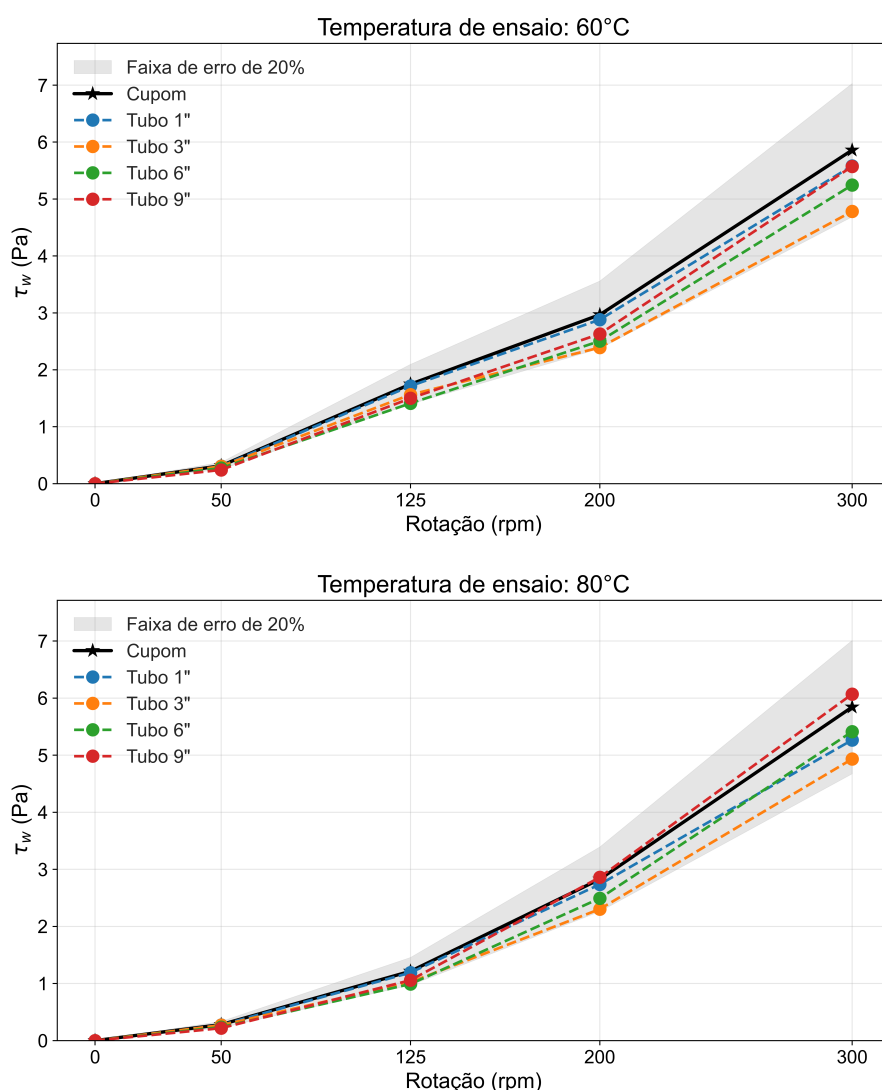 Temperatura de ensaio: 60°C
Faixa de erro de 20%
Cupom
Tubo 1"
Tubo 3"
Tubo 6"
Tubo 9"
7
6
5
4
3
2
1
0
τw (Pa)
0 50 125 200 300
Rotação (rpm)
Temperatura de ensaio: 80°C
Faixa de erro de 20%
Cupom
Tubo 1"
Tubo 3"
Tubo 6"
Tubo 9"
7
6
5
4
3
2
1
0
τw (Pa)
0 50 125 200 300
Rotação (rpm)